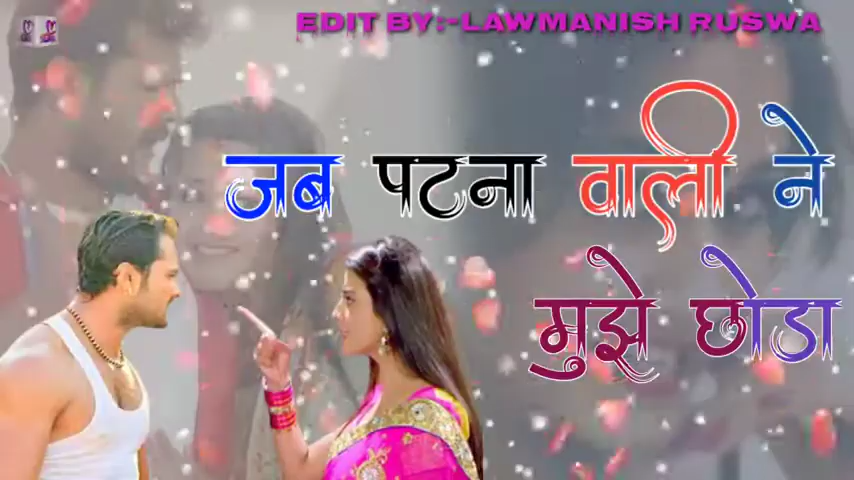 EDIT BY:-LAWMANISH RUSWA
जब पटना वाली ने
मुझे छोडा